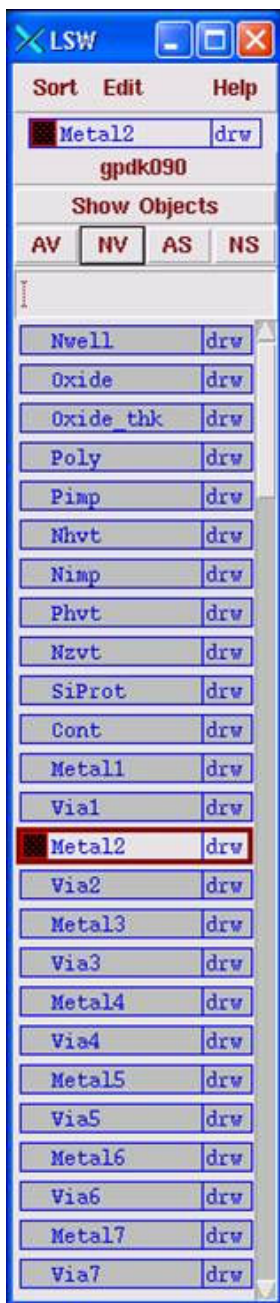 LSW
Sort Edit Help
Metal2 drw
gpdk090
Show Objects
AV NV AS NS
Nwell drw
Oxide drw
Oxide_thk drw
Poly drw
Pimp drw
Nhvt drw
Nimp drw
Phvt drw
Nzvt drw
SiProt drw
Cont drw
Metal1 drw
Via1 drw
Metal2 drw
Via2 drw
Metal3 drw
Via3 drw
Metal4 drw
Via4 drw
Metal5 drw
Via5 drw
Metal6 drw
Via6 drw
Metal7 drw
Via7 drw